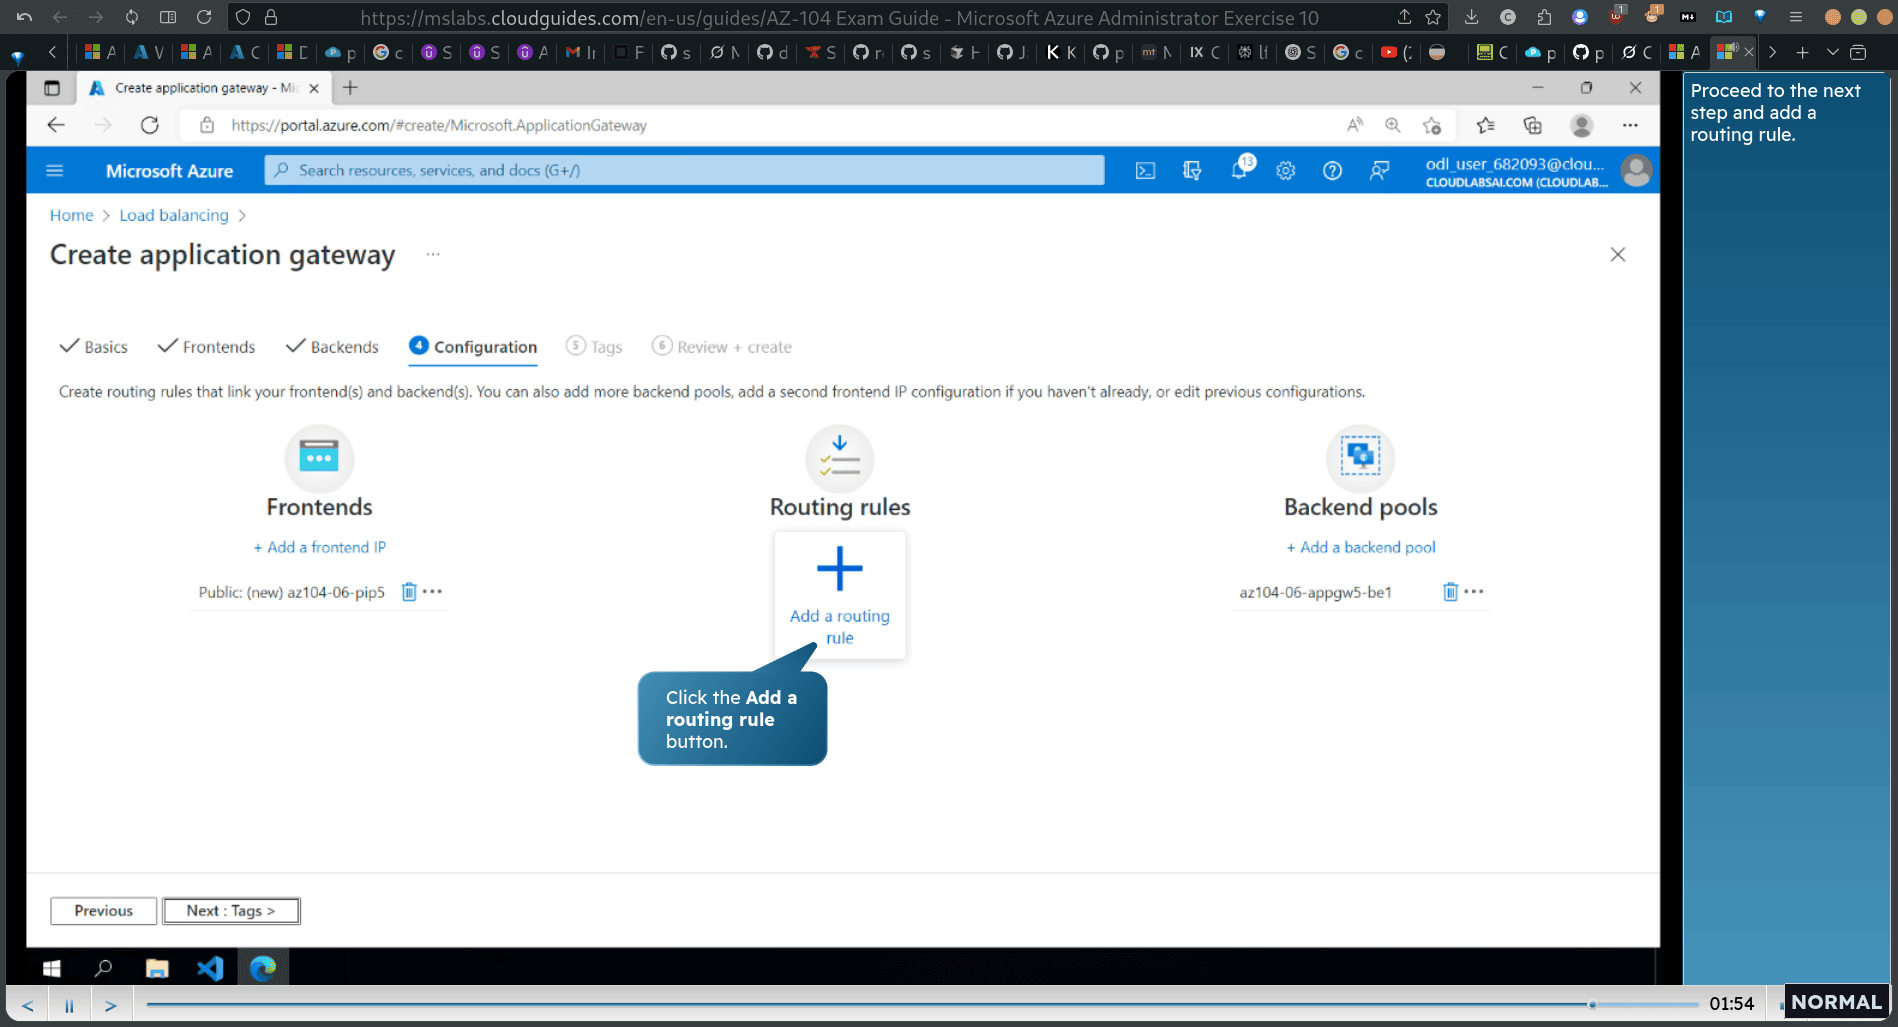 https://mslabs.cloudguides.com/en-us/guides/AZ-104 Exam Guide - Microsoft Azure Administrator Exercise 10
Create application gateway - Mic
https://portal.azure.com/#create/Microsoft.ApplicationGateway
Microsoft Azure
Search resources, services, and docs (G+/)
13
odl_user_682093@clou...
CLOUDLABSAI.COM (CLOUDLAB...
Home > Load balancing >
Create application gateway ...
Basics
Frontends
Backends
4 Configuration
5 Tags
6 Review + create
Create routing rules that link your frontend(s) and backend(s). You can also add more backend pools, add a second frontend IP configuration if you haven't already, or edit previous configurations.
Frontends
+ Add a frontend IP
Public: (new) az104-06-pip5
Routing rules
Add a routing
rule
Backend pools
+ Add a backend pool
az104-06-appgw5-be1
Click the Add a
routing rule
button.
Previous
Next : Tags >
Proceed to the next
step and add a
routing rule.
01:54
NORMAL